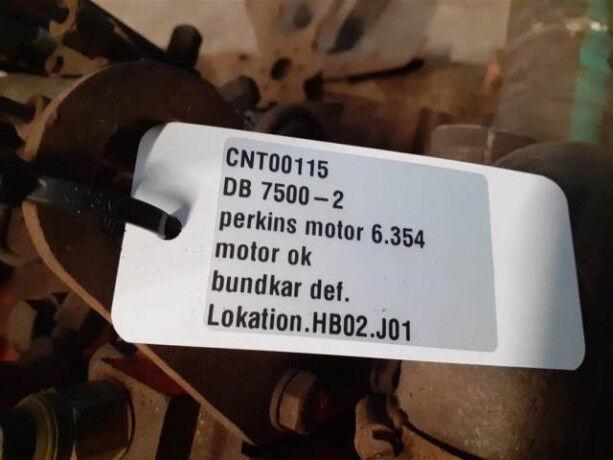 CNT00115
DB 7500-2
perkins motor 6.354
motor ok
bundkar def.
Lokation.HB02.J01